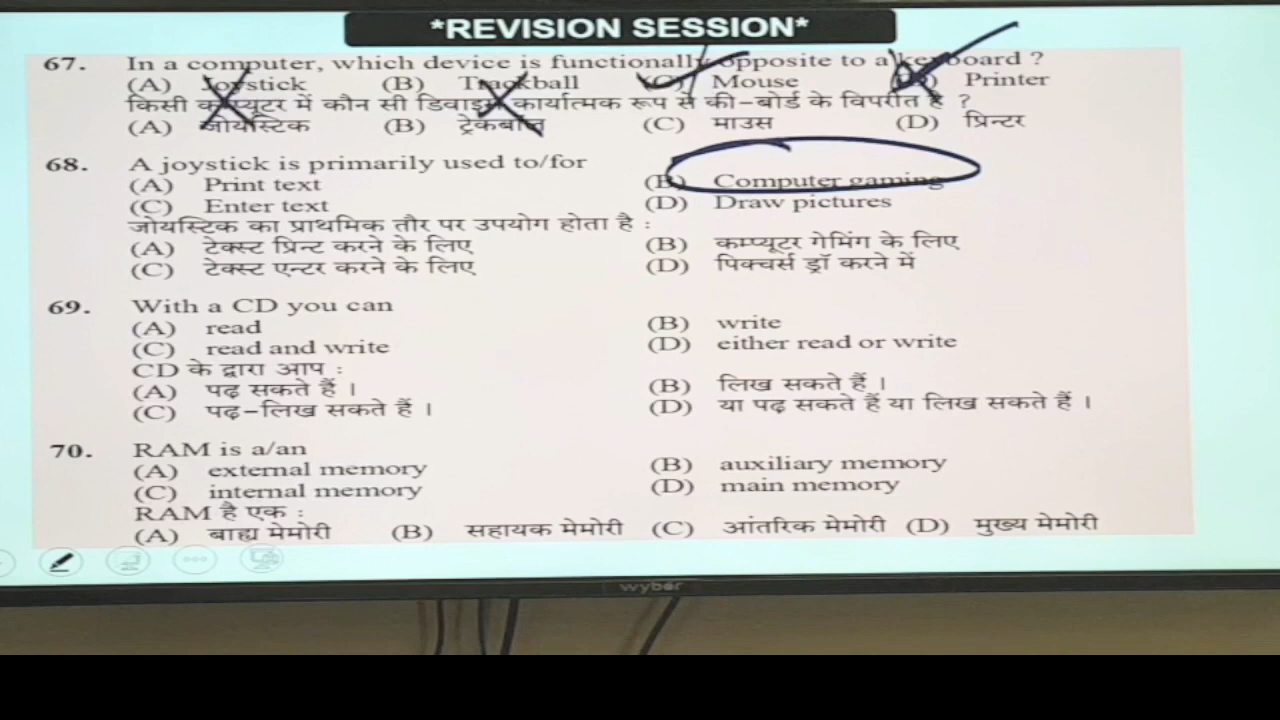 *REVISION SESSION*
67. In a computer, which device is functionally opposite to a keyboard ?
(A) Joystick (B) Trackball (C) Mouse (D) Printer
किसी कम्प्यूटर में कौन सी डिवाइस कार्यात्मक रूप से की-बोर्ड के विपरीत है ?
(A) जोयस्टिक (B) ट्रेकबॉल (C) माउस (D) प्रिन्टर
68. A joystick is primarily used to/for
(A) Print text (B) Computer gaming
(C) Enter text (D) Draw pictures
जोयस्टिक का प्राथमिक तौर पर उपयोग होता है :
(A) टेक्स्ट प्रिन्ट करने के लिए (B) कम्प्यूटर गेमिंग के लिए
(C) टेक्स्ट एन्टर करने के लिए (D) पिक्चर्स ड्रॉ करने में
69. With a CD you can
(A) read (B) write
(C) read and write (D) either read or write
CD के द्वारा आप :
(A) पढ़ सकते हैं । (B) लिख सकते हैं ।
(C) पढ़-लिख सकते हैं । (D) या पढ़ सकते हैं या लिख सकते हैं ।
70. RAM is a/an
(A) external memory (B) auxiliary memory
(C) internal memory (D) main memory
RAM है एक :
(A) बाह्य मेमोरी (B) सहायक मेमोरी (C) आंतरिक मेमोरी (D) मुख्य मेमोरी
wyber